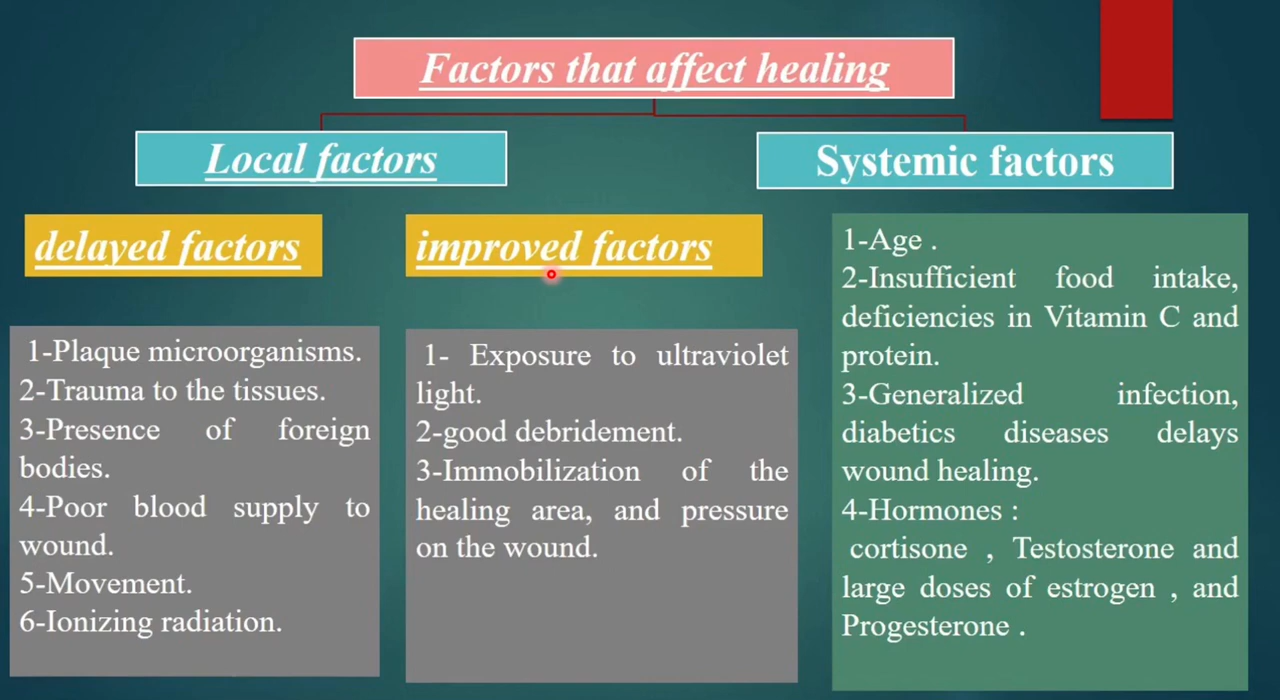 Factors that affect healing
Local factors
Systemic factors
delayed factors
1-Plaque microorganisms.
2-Trauma to the tissues.
3-Presence of foreign
bodies.
4-Poor blood supply to
wound.
5-Movement.
6-Ionizing radiation.
improved factors
1- Exposure to ultraviolet
light.
2-good debridement.
3-Immobilization of the
healing area, and pressure
on the wound.
1-Age .
2-Insufficient food intake,
deficiencies in Vitamin C and
protein.
3-Generalized infection,
diabetics diseases delays
wound healing.
4-Hormones :
cortisone , Testosterone and
large doses of estrogen , and
Progesterone .